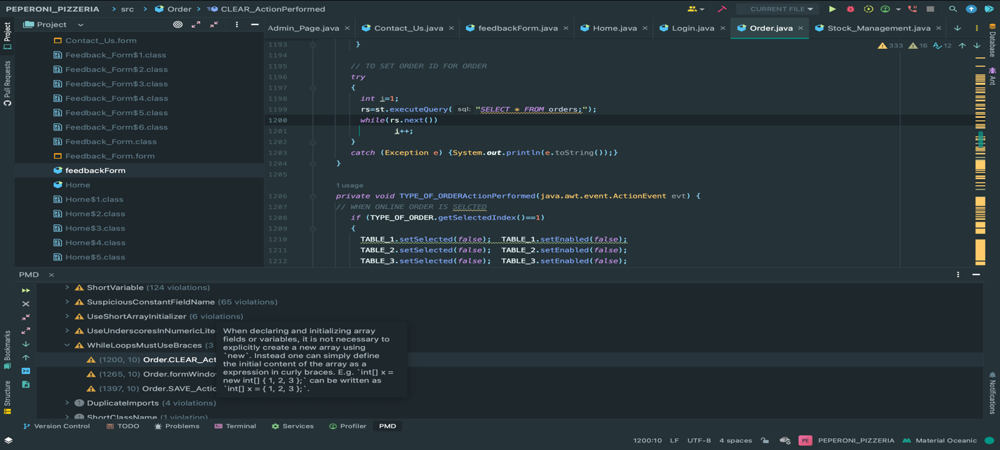 PEPERONI_PIZZERIA > src > Order > CLEAR_ActionPerformed
CURRENT FILE
Project
Admin_Page.java × Contact_Us.java × feedbackForm.java × Home.java × Login.java × Order.java × Stock_Management.java ×
Project
Pull Requests
Bookmarks
Structure
Contact_Us.form
Feedback_Form$1.class
Feedback_Form$2.class
Feedback_Form$3.class
Feedback_Form$4.class
Feedback_Form$5.class
Feedback_Form$6.class
Feedback_Form.class
Feedback_Form.form
feedbackForm
Home
Home$1.class
Home$2.class
Home$3.class
Home$4.class
Home$5.class
333 16 12
1193 }
1194
1195 // TO SET ORDER ID FOR ORDER
1196 try
1197 {
1198 int i=1;
1199 rs=st.executeQuery( sql: "SELECT * FROM orders;");
1200 while(rs.next())
1201 i++;
1202 }
1203 catch (Exception e) {System.out.println(e.toString());}
1204 }
1205
1 usage
1206 private void TYPE_OF_ORDERActionPerformed(java.awt.event.ActionEvent evt) {
1207 // WHEN ONLINE ORDER IS SELCTED
1208 if (TYPE_OF_ORDER.getSelectedIndex()==1)
1209 {
1210 TABLE_1.setSelected(false); TABLE_1.setEnabled(false);
1211 TABLE_2.setSelected(false); TABLE_2.setEnabled(false);
1212 TABLE_3.setSelected(false); TABLE_3.setEnabled(false);
Database
Ant
Notifications
PMD ×
ShortVariable (124 violations)
SuspiciousConstantFieldName (65 violations)
UseShortArrayInitializer (6 violations)
UseUnderscoresInNumericLite
WhileLoopsMustUseBraces (3
(1200, 10) Order.CLEAR_Act
(1265, 10) Order.formWindo
(1397, 10) Order.SAVE_Actio
DuplicateImports (4 violations)
ShortClassName (1 violation)
When declaring and initializing array
fields or variables, it is not necessary to
explicitly create a new array using
`new`. Instead one can simply define
the initial content of the array as a
expression in curly braces. E.g. `int[] x =
new int[] { 1, 2, 3 };` can be written as
`int[] x = { 1, 2, 3 };`.
Version Control TODO Problems Terminal Services Profiler PMD
1200:10 LF UTF-8 4 spaces PE PEPERONI_PIZZERIA Material Oceanic